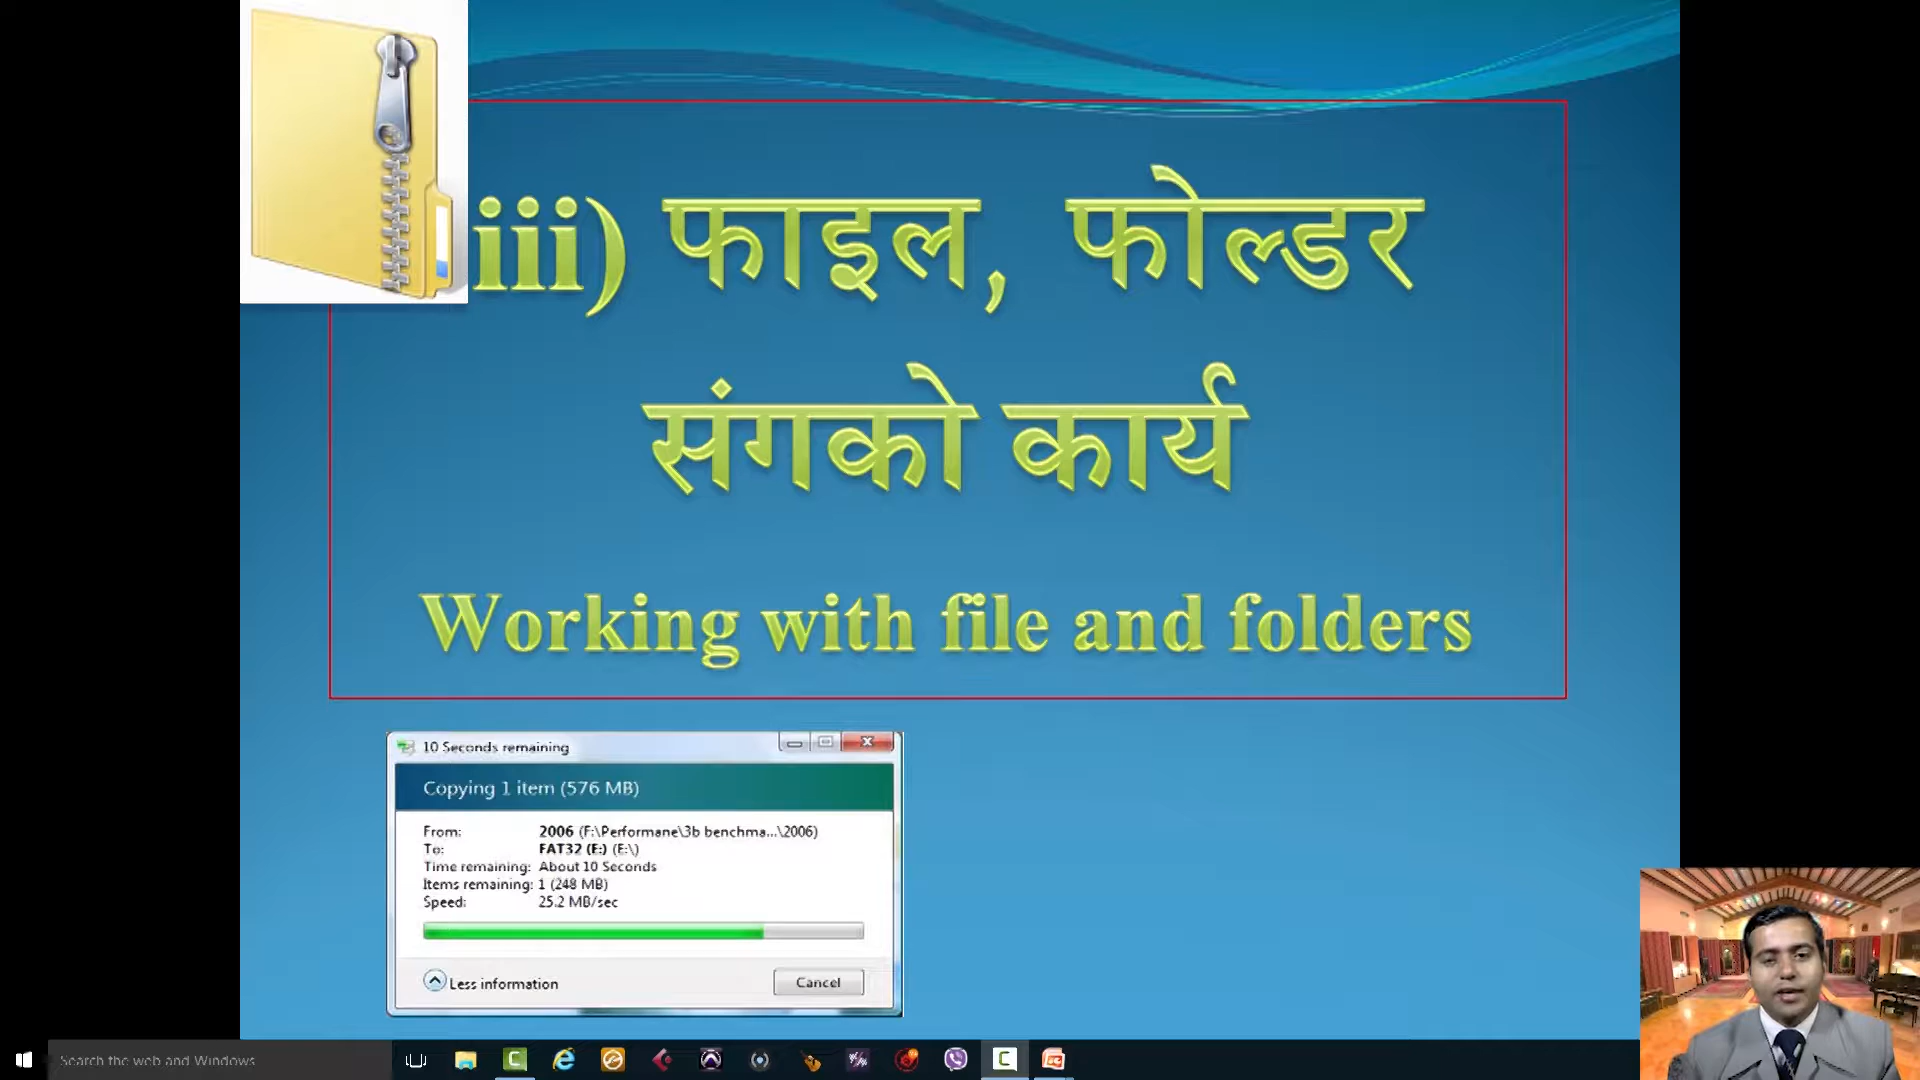 iii) फाइल, फोल्डर
संगको कार्य
Working with file and folders
10 Seconds remaining
Copying 1 item (576 MB)
From: 2006 (F:\Performane\3b benchma...\2006)
To: FAT32 (E:) (E:\)
Time remaining: About 10 Seconds
Items remaining: 1 (248 MB)
Speed: 25.2 MB/sec
Less information
Cancel
Search the web and Windows